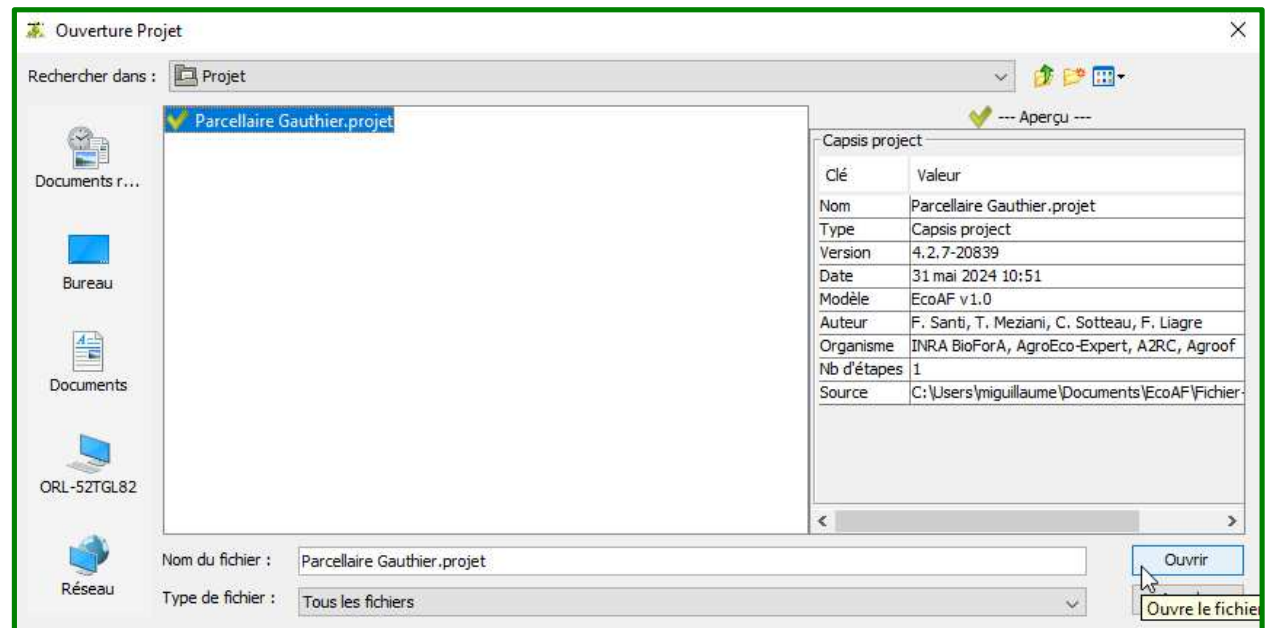 Ouverture Projet
Rechercher dans : Projet
Parcellaire Gauthier.projet
--- Aperçu ---
Capsis project
Clé Valeur
Nom Parcellaire Gauthier.projet
Type Capsis project
Version 4.2.7-20839
Date 31 mai 2024 10:51
Modèle EcoAF v1.0
Auteur F. Santi, T. Meziani, C. Sotteau, F. Liagre
Organisme INRA BioForA, AgroEco-Expert, A2RC, Agroof
Nb d'étapes 1
Source C:\Users\miguillaume\Documents\EcoAF\Fichier-
Documents r...
Bureau
Documents
ORL-52TGL82
Réseau
Nom du fichier : Parcellaire Gauthier.projet
Ouvrir
Type de fichier : Tous les fichiers
Ouvre le fichie